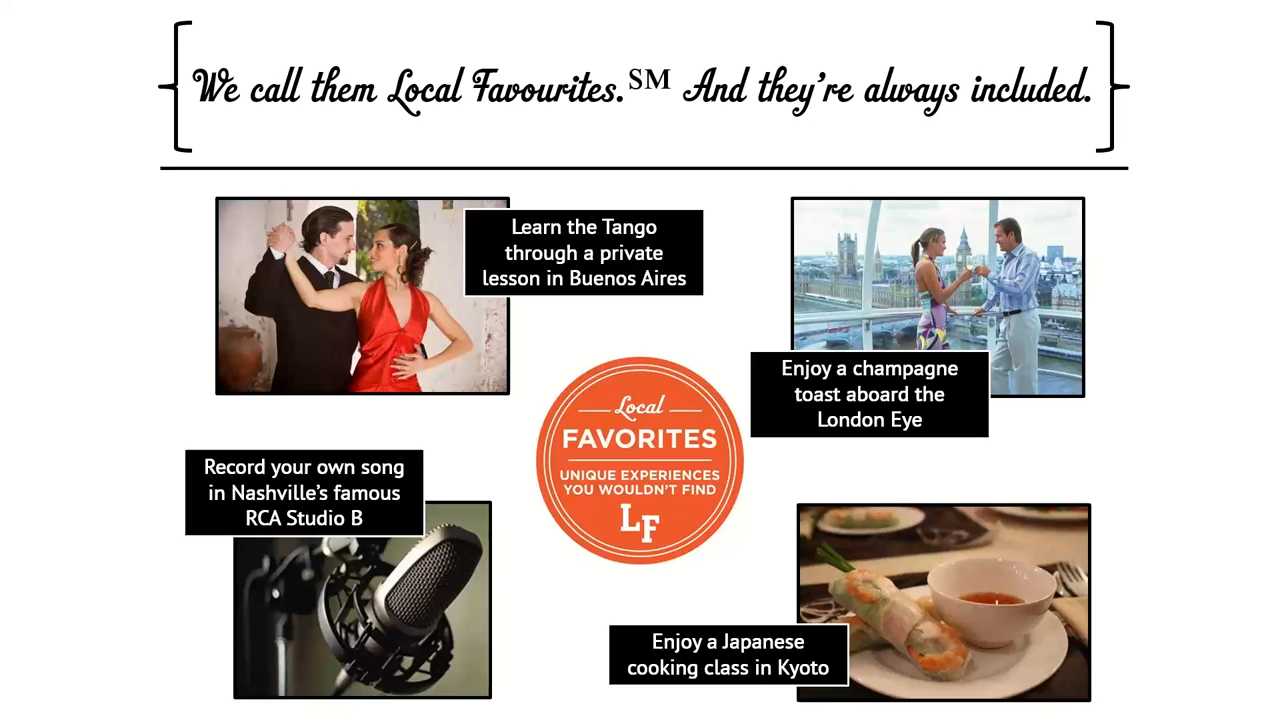 We call them Local Favourites.℠ And they're always included.
Learn the Tango
through a private
lesson in Buenos Aires
Enjoy a champagne
toast aboard the
London Eye
Local
FAVORITES
UNIQUE EXPERIENCES
YOU WOULDN'T FIND
LF
Record your own song
in Nashville's famous
RCA Studio B
Enjoy a Japanese
cooking class in Kyoto